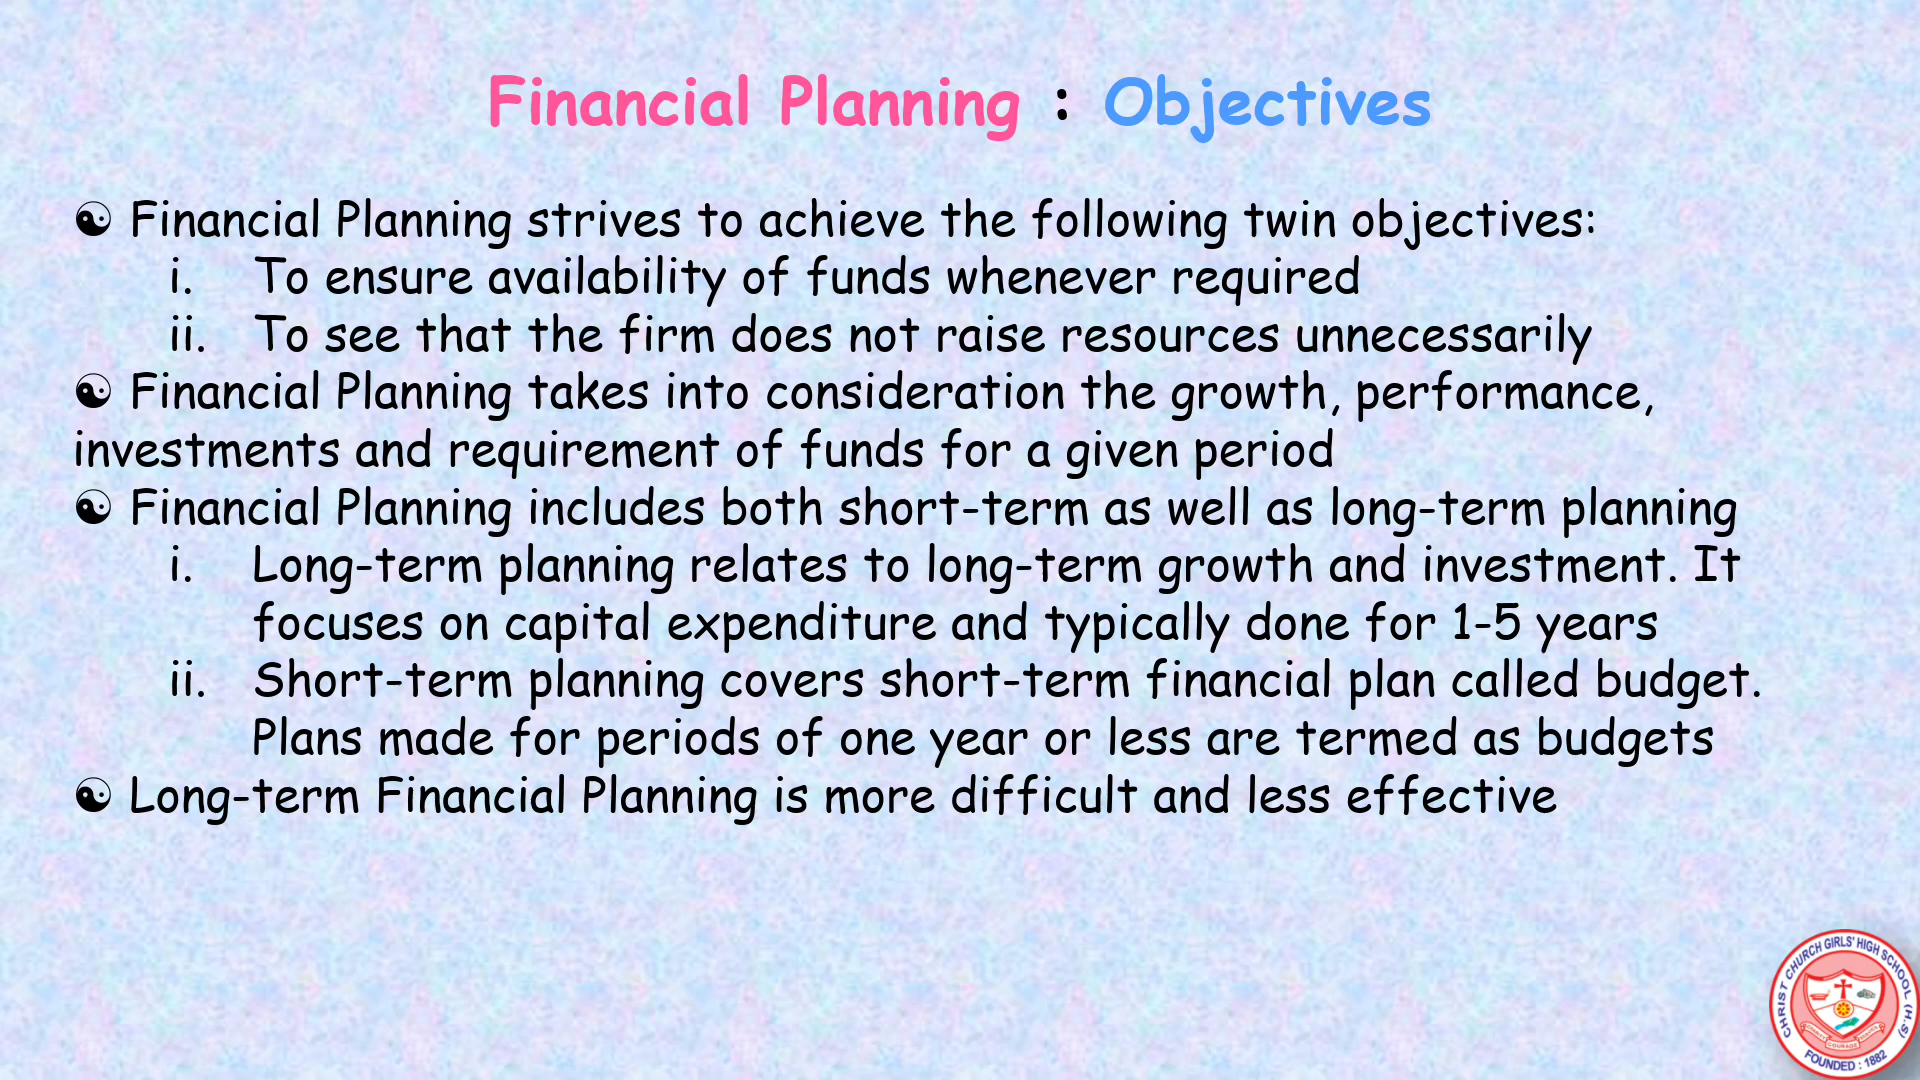 Financial Planning : Objectives
☯ Financial Planning strives to achieve the following twin objectives:
i. To ensure availability of funds whenever required
ii. To see that the firm does not raise resources unnecessarily
☯ Financial Planning takes into consideration the growth, performance,
investments and requirement of funds for a given period
☯ Financial Planning includes both short-term as well as long-term planning
i. Long-term planning relates to long-term growth and investment. It
focuses on capital expenditure and typically done for 1-5 years
ii. Short-term planning covers short-term financial plan called budget.
Plans made for periods of one year or less are termed as budgets
☯ Long-term Financial Planning is more difficult and less effective
CHRIST CHURCH GIRLS' HIGH SCHOOL (H.S)
COURAGE
FOUNDED : 1882